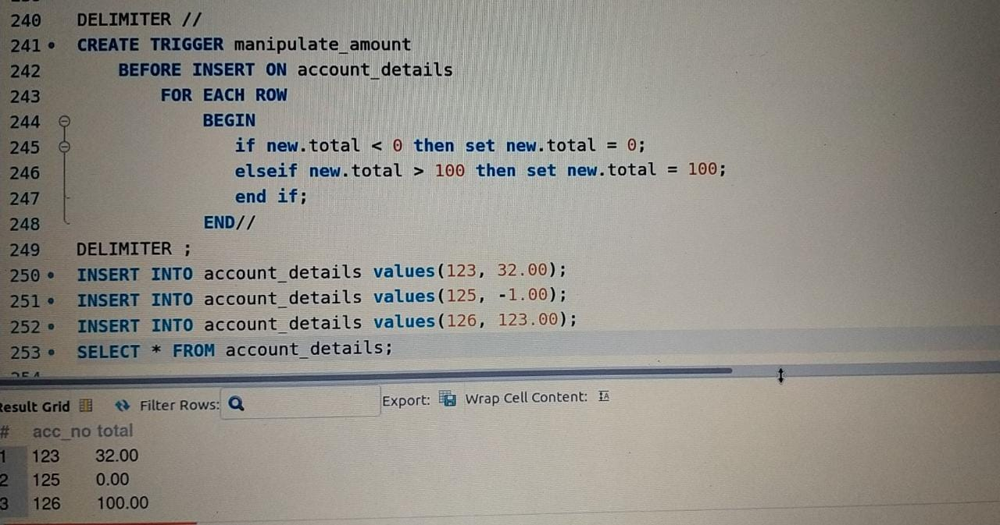 240 DELIMITER //
241 CREATE TRIGGER manipulate_amount
242 BEFORE INSERT ON account_details
243 FOR EACH ROW
244 BEGIN
245 if new.total < 0 then set new.total = 0;
246 elseif new.total > 100 then set new.total = 100;
247 end if;
248 END//
249 DELIMITER ;
250 INSERT INTO account_details values(123, 32.00);
251 INSERT INTO account_details values(125, -1.00);
252 INSERT INTO account_details values(126, 123.00);
253 SELECT * FROM account_details;
Result Grid Filter Rows: Export: Wrap Cell Content: IA
# acc_no total
1 123 32.00
2 125 0.00
3 126 100.00